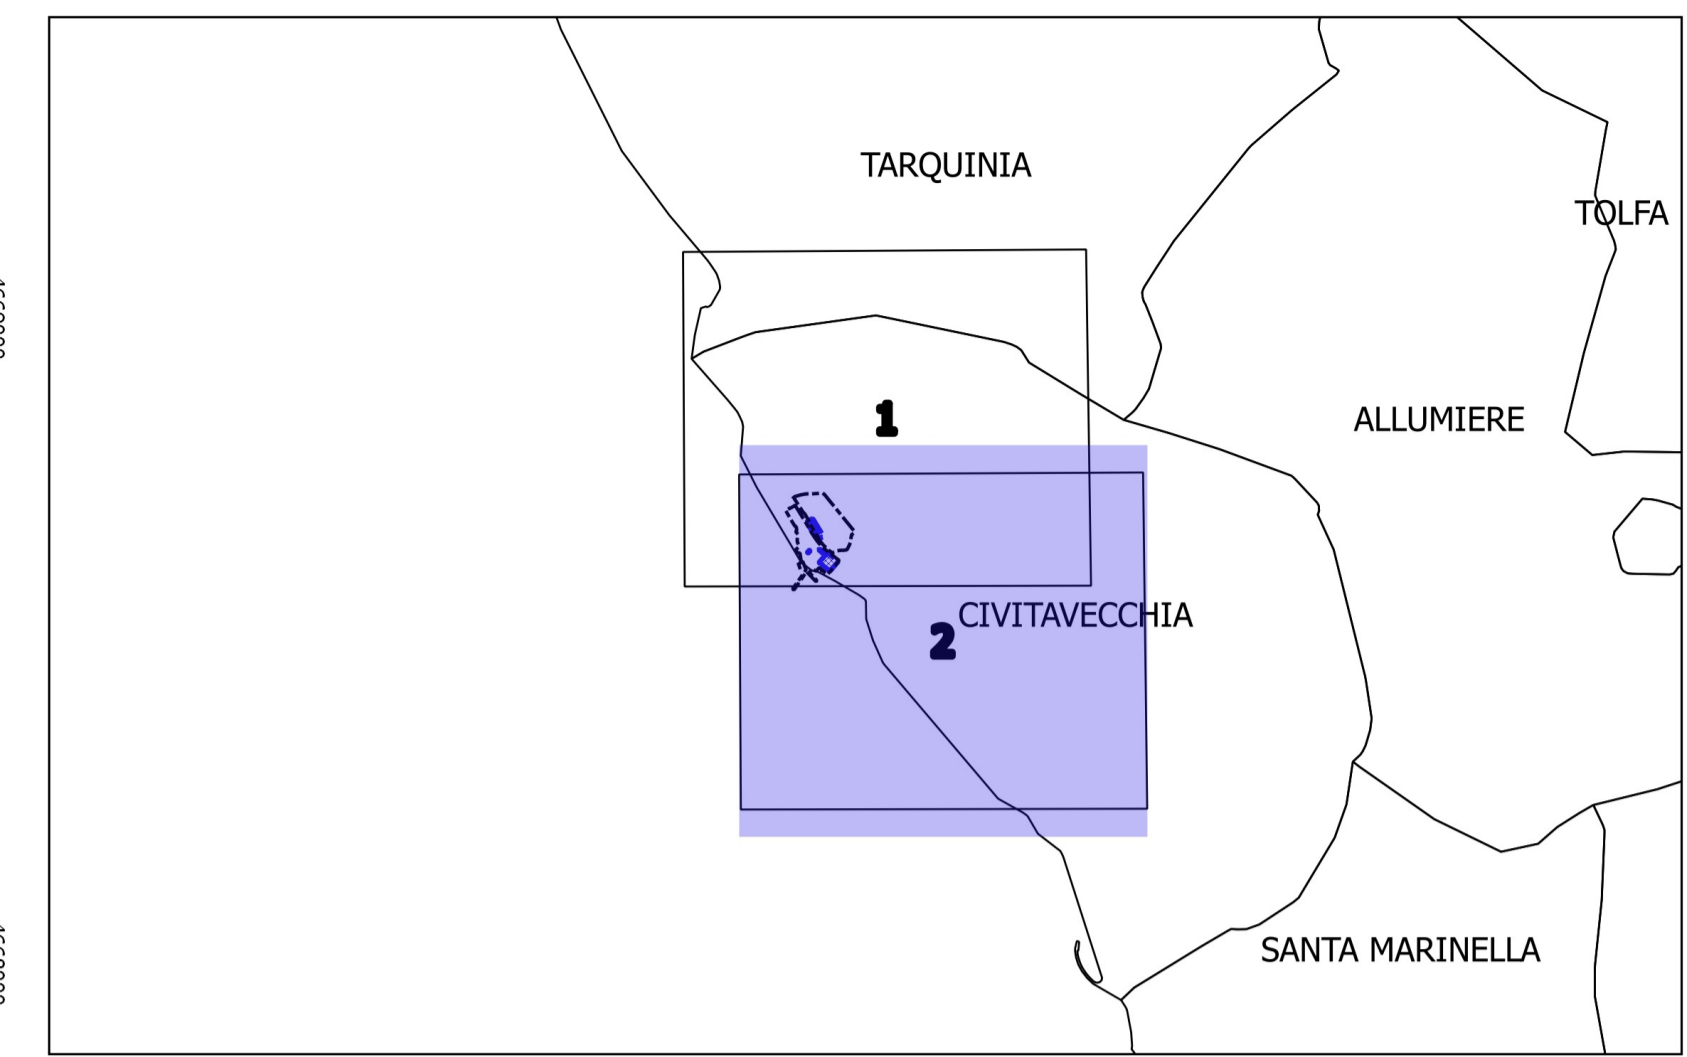 TARQUINIA
TOLFA
1
ALLUMIERE
CIVITAVECCHIA
2
SANTA MARINELLA